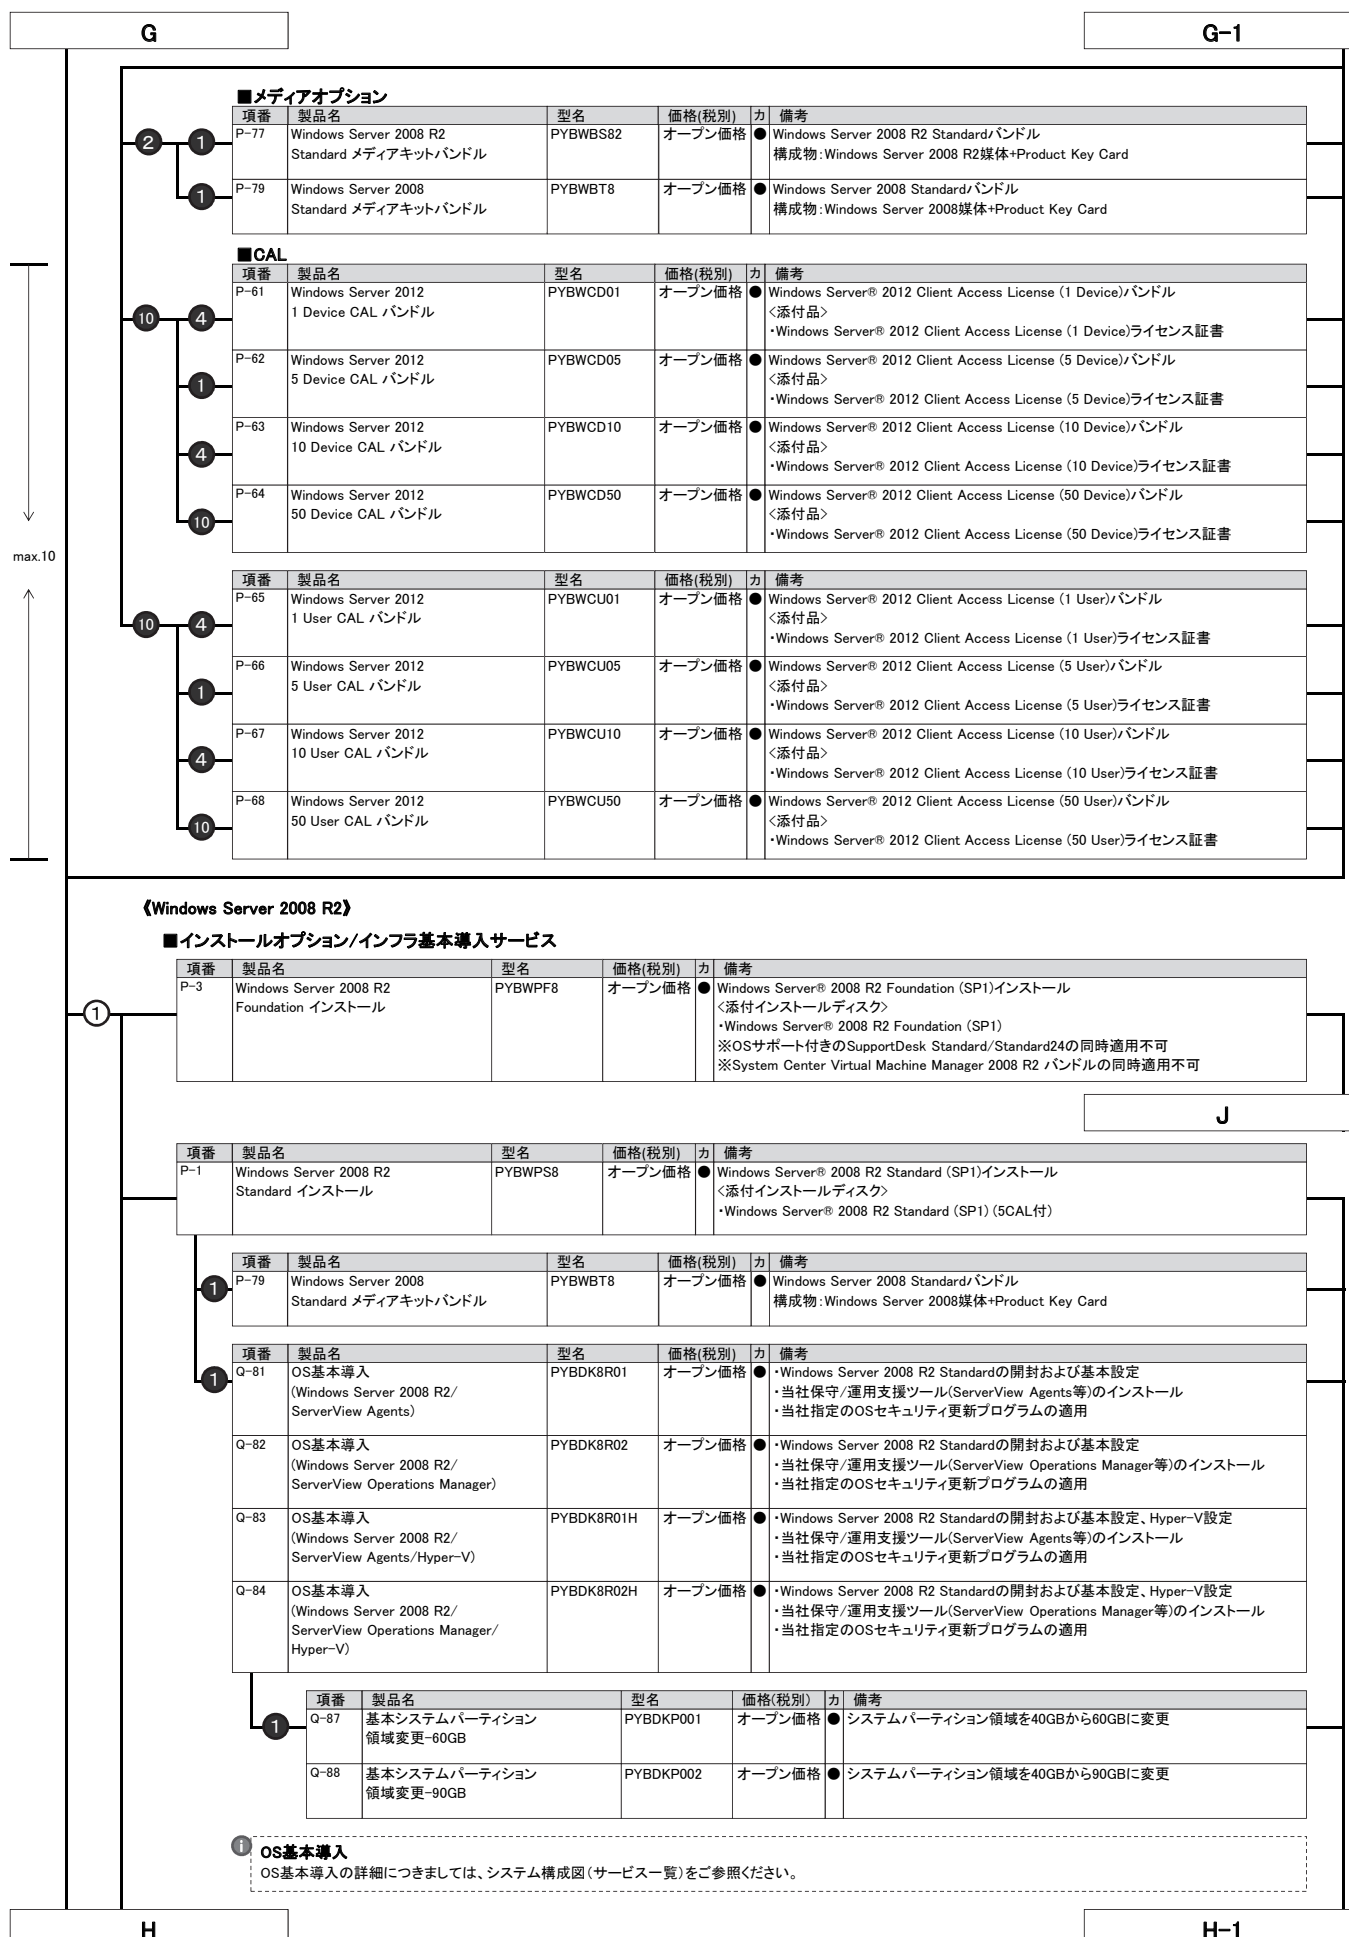 G
G-1
■メディアオプション
項番 製品名 型名 価格(税別) カ 備考
2 1 P-77 Windows Server 2008 R2 PYBWBS82 オープン価格 ● Windows Server 2008 R2 Standardバンドル
Standard メディアキットバンドル 構成物:Windows Server 2008 R2媒体+Product Key Card
1 P-79 Windows Server 2008 PYBWBT8 オープン価格 ● Windows Server 2008 Standardバンドル
Standard メディアキットバンドル 構成物:Windows Server 2008媒体+Product Key Card
■CAL
項番 製品名 型名 価格(税別) カ 備考
10 4 P-61 Windows Server 2012 PYBWCD01 オープン価格 ● Windows Server® 2012 Client Access License (1 Device)バンドル
1 Device CAL バンドル <添付品>
・Windows Server® 2012 Client Access License (1 Device)ライセンス証書
1 P-62 Windows Server 2012 PYBWCD05 オープン価格 ● Windows Server® 2012 Client Access License (5 Device)バンドル
5 Device CAL バンドル <添付品>
・Windows Server® 2012 Client Access License (5 Device)ライセンス証書
4 P-63 Windows Server 2012 PYBWCD10 オープン価格 ● Windows Server® 2012 Client Access License (10 Device)バンドル
10 Device CAL バンドル <添付品>
・Windows Server® 2012 Client Access License (10 Device)ライセンス証書
10 P-64 Windows Server 2012 PYBWCD50 オープン価格 ● Windows Server® 2012 Client Access License (50 Device)バンドル
50 Device CAL バンドル <添付品>
・Windows Server® 2012 Client Access License (50 Device)ライセンス証書
max.10
項番 製品名 型名 価格(税別) カ 備考
10 4 P-65 Windows Server 2012 PYBWCU01 オープン価格 ● Windows Server® 2012 Client Access License (1 User)バンドル
1 User CAL バンドル <添付品>
・Windows Server® 2012 Client Access License (1 User)ライセンス証書
1 P-66 Windows Server 2012 PYBWCU05 オープン価格 ● Windows Server® 2012 Client Access License (5 User)バンドル
5 User CAL バンドル <添付品>
・Windows Server® 2012 Client Access License (5 User)ライセンス証書
4 P-67 Windows Server 2012 PYBWCU10 オープン価格 ● Windows Server® 2012 Client Access License (10 User)バンドル
10 User CAL バンドル <添付品>
・Windows Server® 2012 Client Access License (10 User)ライセンス証書
10 P-68 Windows Server 2012 PYBWCU50 オープン価格 ● Windows Server® 2012 Client Access License (50 User)バンドル
50 User CAL バンドル <添付品>
・Windows Server® 2012 Client Access License (50 User)ライセンス証書
《Windows Server 2008 R2》
■インストールオプション/インフラ基本導入サービス
項番 製品名 型名 価格(税別) カ 備考
1 P-3 Windows Server 2008 R2 PYBWPF8 オープン価格 ● Windows Server® 2008 R2 Foundation (SP1)インストール
Foundation インストール <添付インストールディスク>
・Windows Server® 2008 R2 Foundation (SP1)
※OSサポート付きのSupportDesk Standard/Standard24の同時適用不可
※System Center Virtual Machine Manager 2008 R2 バンドルの同時適用不可
J
項番 製品名 型名 価格(税別) カ 備考
P-1 Windows Server 2008 R2 PYBWPS8 オープン価格 ● Windows Server® 2008 R2 Standard (SP1)インストール
Standard インストール <添付インストールディスク>
・Windows Server® 2008 R2 Standard (SP1) (5CAL付)
項番 製品名 型名 価格(税別) カ 備考
1 P-79 Windows Server 2008 PYBWBT8 オープン価格 ● Windows Server 2008 Standardバンドル
Standard メディアキットバンドル 構成物:Windows Server 2008媒体+Product Key Card
項番 製品名 型名 価格(税別) カ 備考
1 Q-81 OS基本導入 PYBDK8R01 オープン価格 ● ・Windows Server 2008 R2 Standardの開封および基本設定
(Windows Server 2008 R2/ ・当社保守/運用支援ツール(ServerView Agents等)のインストール
ServerView Agents) ・当社指定のOSセキュリティ更新プログラムの適用
Q-82 OS基本導入 PYBDK8R02 オープン価格 ● ・Windows Server 2008 R2 Standardの開封および基本設定
(Windows Server 2008 R2/ ・当社保守/運用支援ツール(ServerView Operations Manager等)のインストール
ServerView Operations Manager) ・当社指定のOSセキュリティ更新プログラムの適用
Q-83 OS基本導入 PYBDK8R01H オープン価格 ● ・Windows Server 2008 R2 Standardの開封および基本設定、Hyper-V設定
(Windows Server 2008 R2/ ・当社保守/運用支援ツール(ServerView Agents等)のインストール
ServerView Agents/Hyper-V) ・当社指定のOSセキュリティ更新プログラムの適用
Q-84 OS基本導入 PYBDK8R02H オープン価格 ● ・Windows Server 2008 R2 Standardの開封および基本設定、Hyper-V設定
(Windows Server 2008 R2/ ・当社保守/運用支援ツール(ServerView Operations Manager等)のインストール
ServerView Operations Manager/ ・当社指定のOSセキュリティ更新プログラムの適用
Hyper-V)
項番 製品名 型名 価格(税別) カ 備考
1 Q-87 基本システムパーティション PYBDKP001 オープン価格 ● システムパーティション領域を40GBから60GBに変更
領域変更-60GB
Q-88 基本システムパーティション PYBDKP002 オープン価格 ● システムパーティション領域を40GBから90GBに変更
領域変更-90GB
i OS基本導入
OS基本導入の詳細につきましては、システム構成図(サービス一覧)をご参照ください。
H
H-1